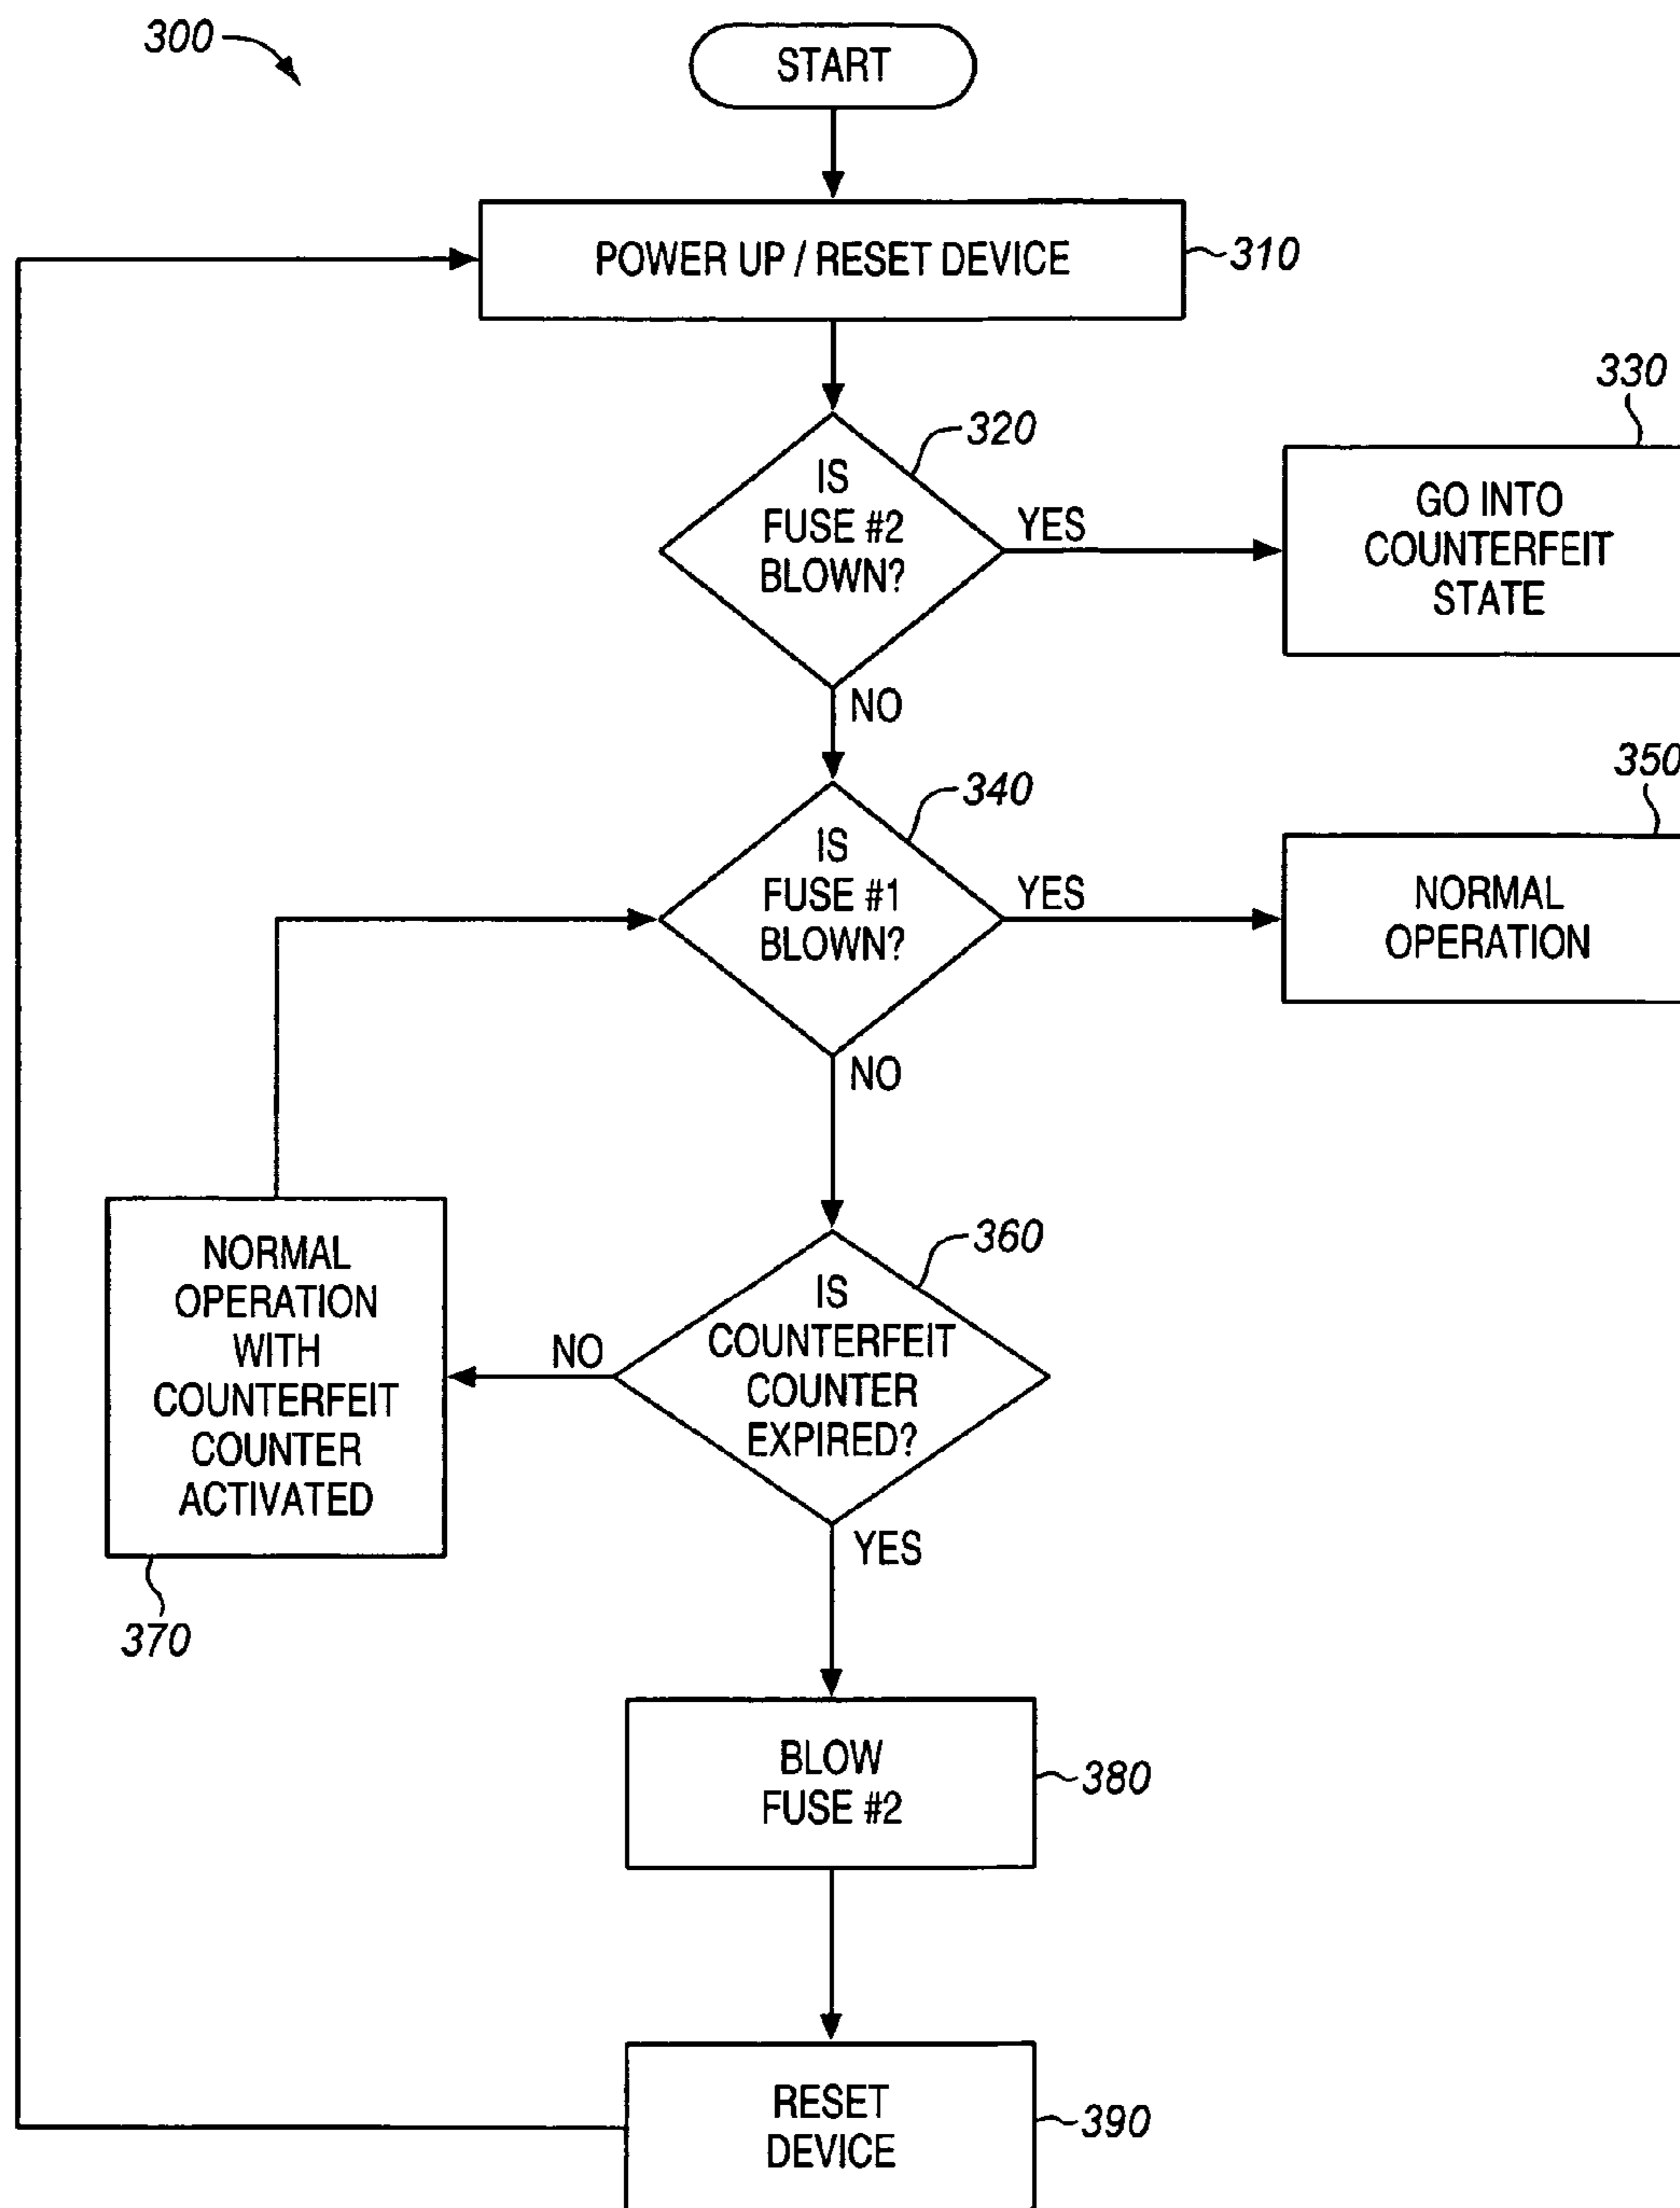 300
START
POWER UP / RESET DEVICE
310
330
320
IS
FUSE #2
BLOWN?
YES
GO INTO
COUNTERFEIT
STATE
NO
350
340
IS
FUSE #1
BLOWN?
YES
NORMAL
OPERATION
NO
360
IS
COUNTERFEIT
COUNTER
EXPIRED?
NO
NORMAL
OPERATION
WITH
COUNTERFEIT
COUNTER
ACTIVATED
370
YES
BLOW
FUSE #2
380
RESET
DEVICE
390